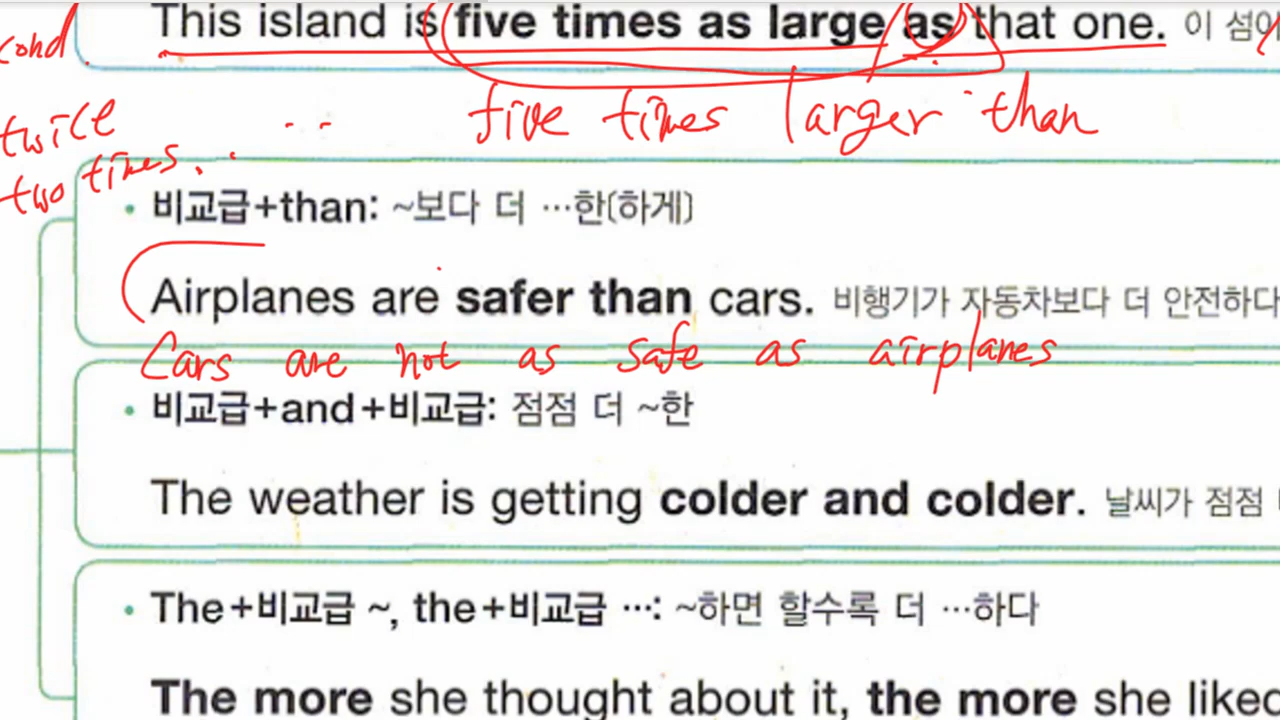 This island is five times as large as that one. 이 섬
cond.
five times larger than
twice
two times..
• 비교급+than: ~보다 더 …한(하게)
Airplanes are safer than cars. 비행기가 자동차보다 더 안전하다
Cars are not as safe as airplanes
• 비교급+and+비교급: 점점 더 ~한
The weather is getting colder and colder. 날씨가 점점
• The+비교급 ~, the+비교급 …: ~하면 할수록 더 …하다
The more she thought about it, the more she liked